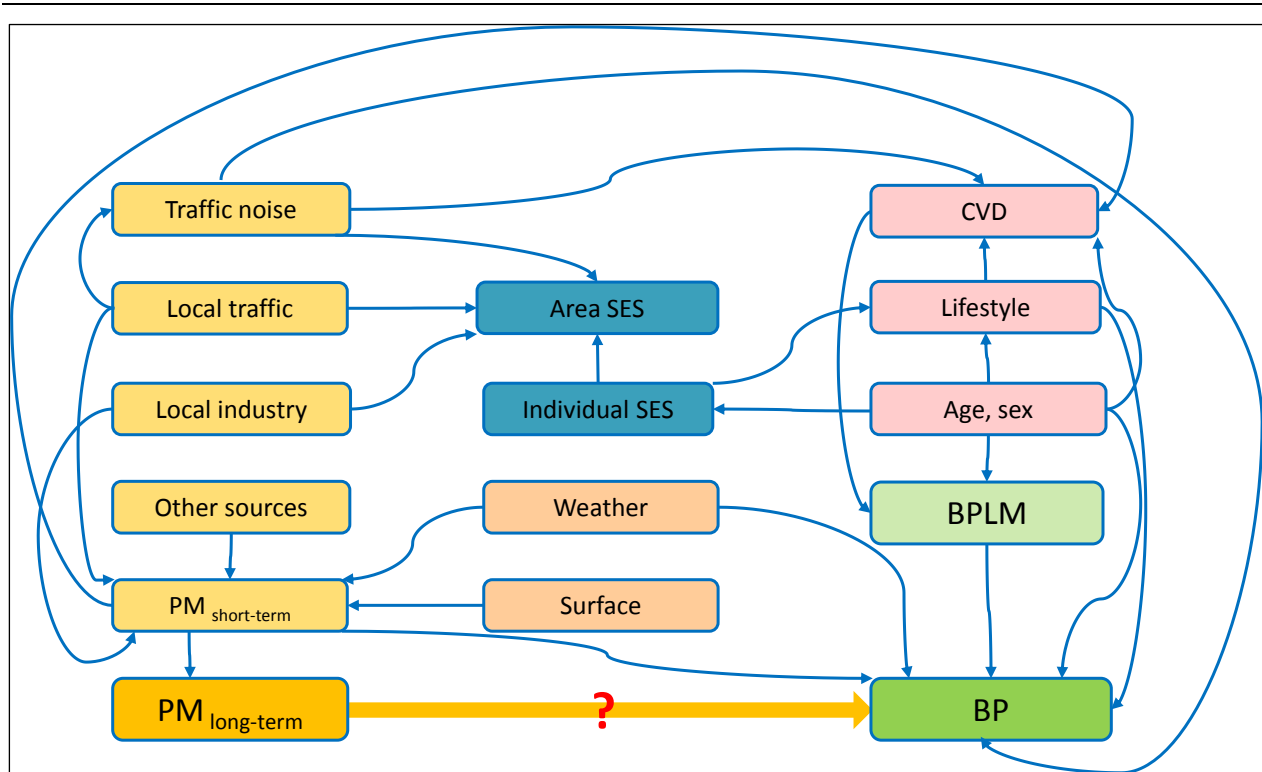 Traffic noise
CVD
Local traffic
Area SES
Lifestyle
Local industry
Individual SES
Age, sex
Other sources
Weather
BPLM
PM short-term
Surface
PM long-term
?
BP